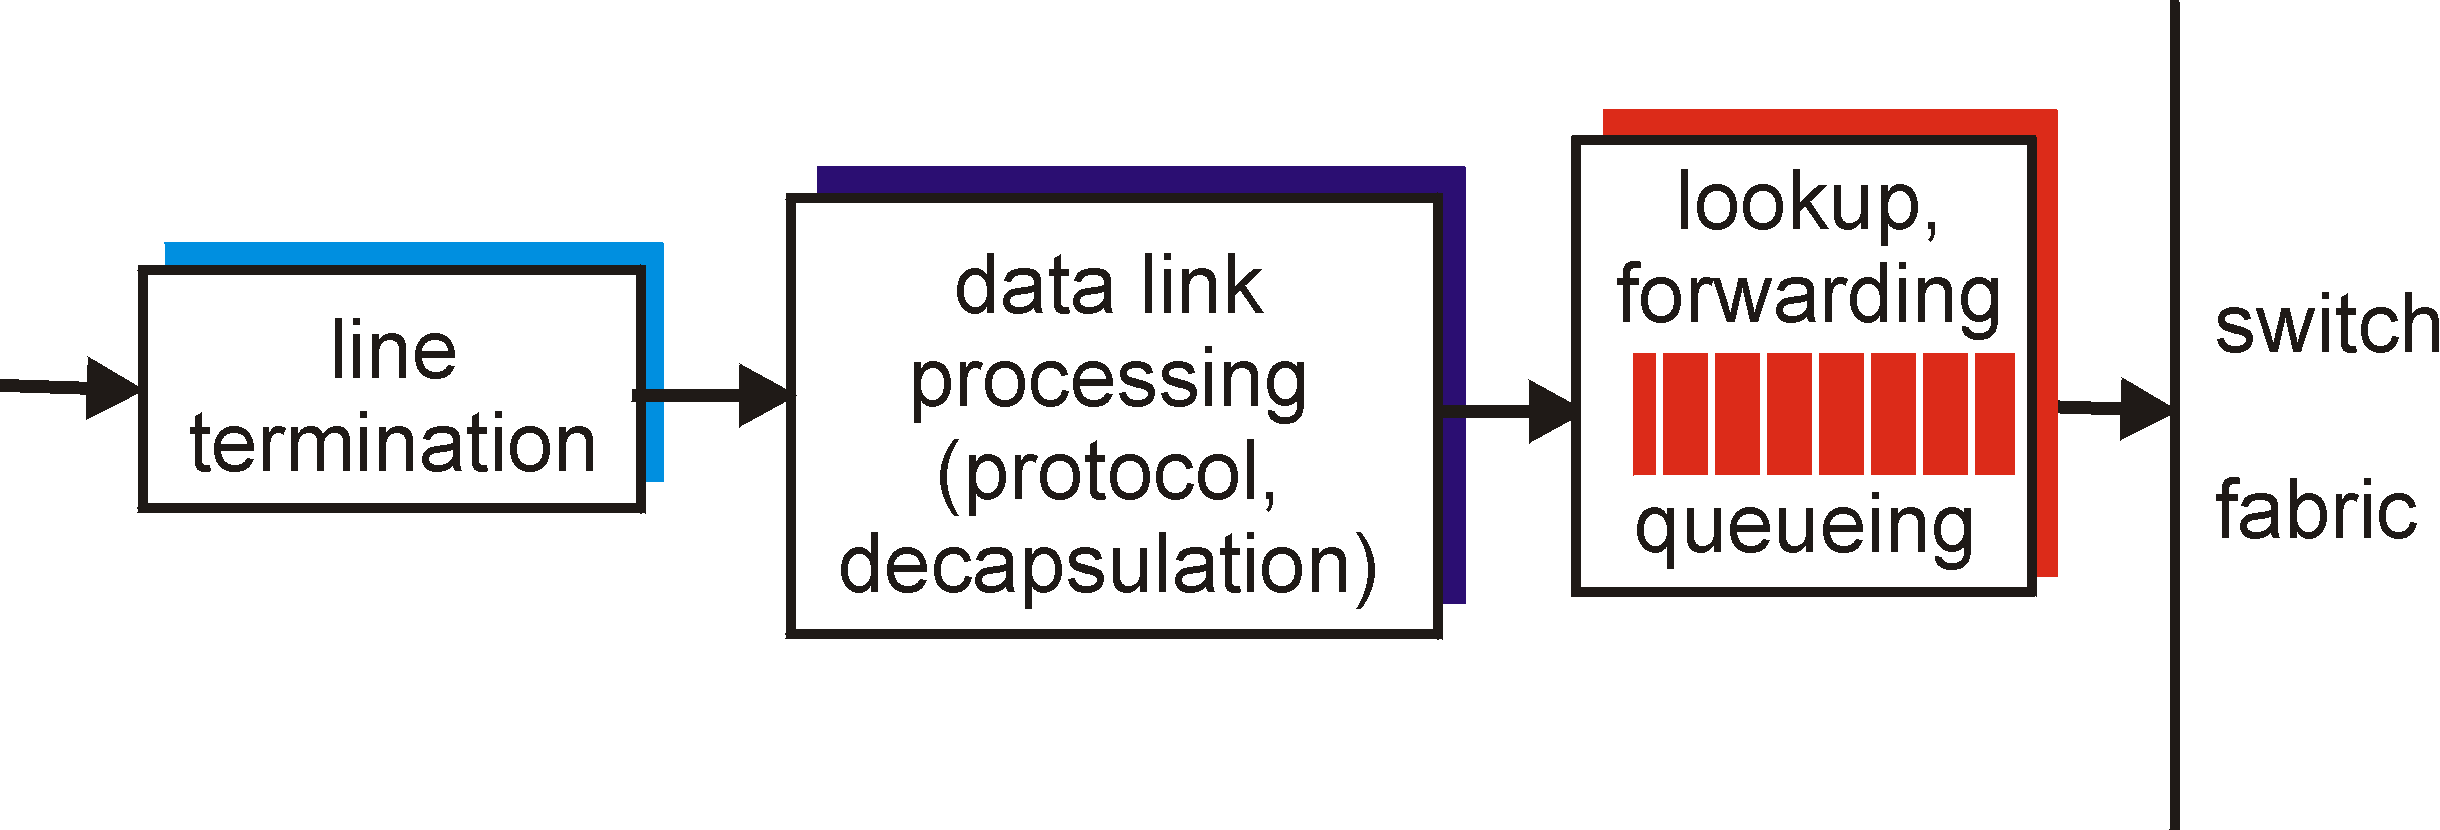 line
termination
data link
processing
(protocol,
decapsulation)
lookup,
forwarding
queueing
switch
fabric